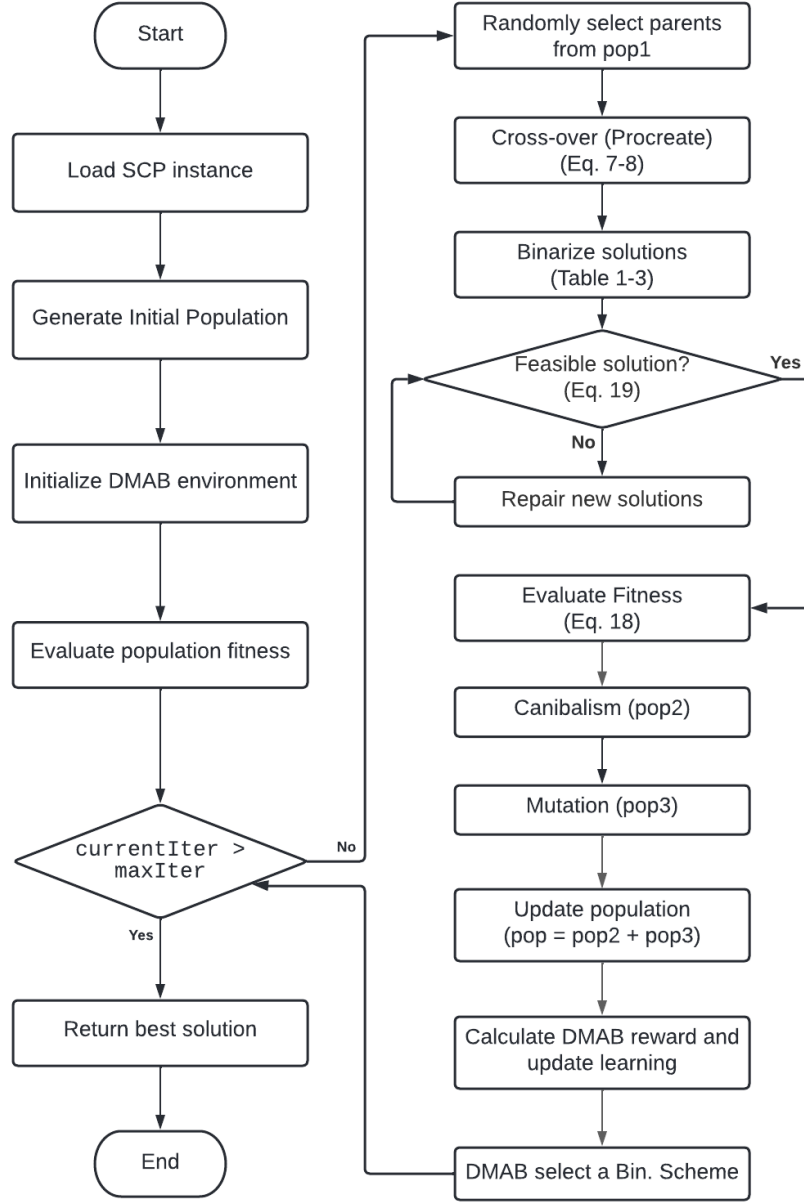 Start
Load SCP instance
Generate Initial Population
Initialize DMAB environment
Evaluate population fitness
currentIter >
maxIter
No
Yes
Return best solution
End
Randomly select parents
from pop1
Cross-over (Procreate)
(Eq. 7-8)
Binarize solutions
(Table 1-3)
Feasible solution?
(Eq. 19)
Yes
No
Repair new solutions
Evaluate Fitness
(Eq. 18)
Canibalism (pop2)
Mutation (pop3)
Update population
(pop = pop2 + pop3)
Calculate DMAB reward and
update learning
DMAB select a Bin. Scheme